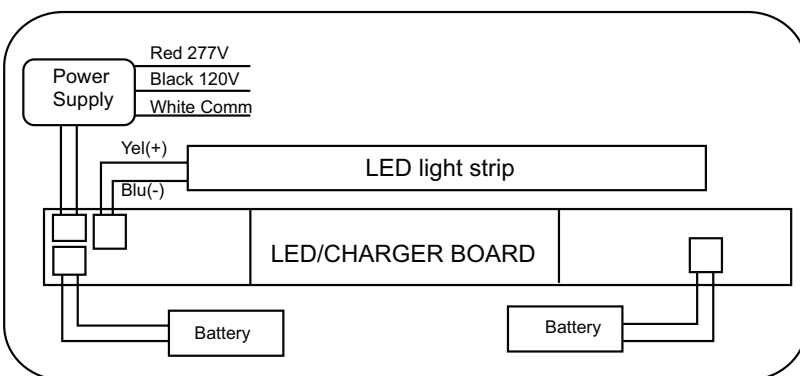 Red 277V
Power
Supply
Black 120V
White Comm
Yel(+)
LED light strip
Blu(-)
LED/CHARGER BOARD
Battery
Battery